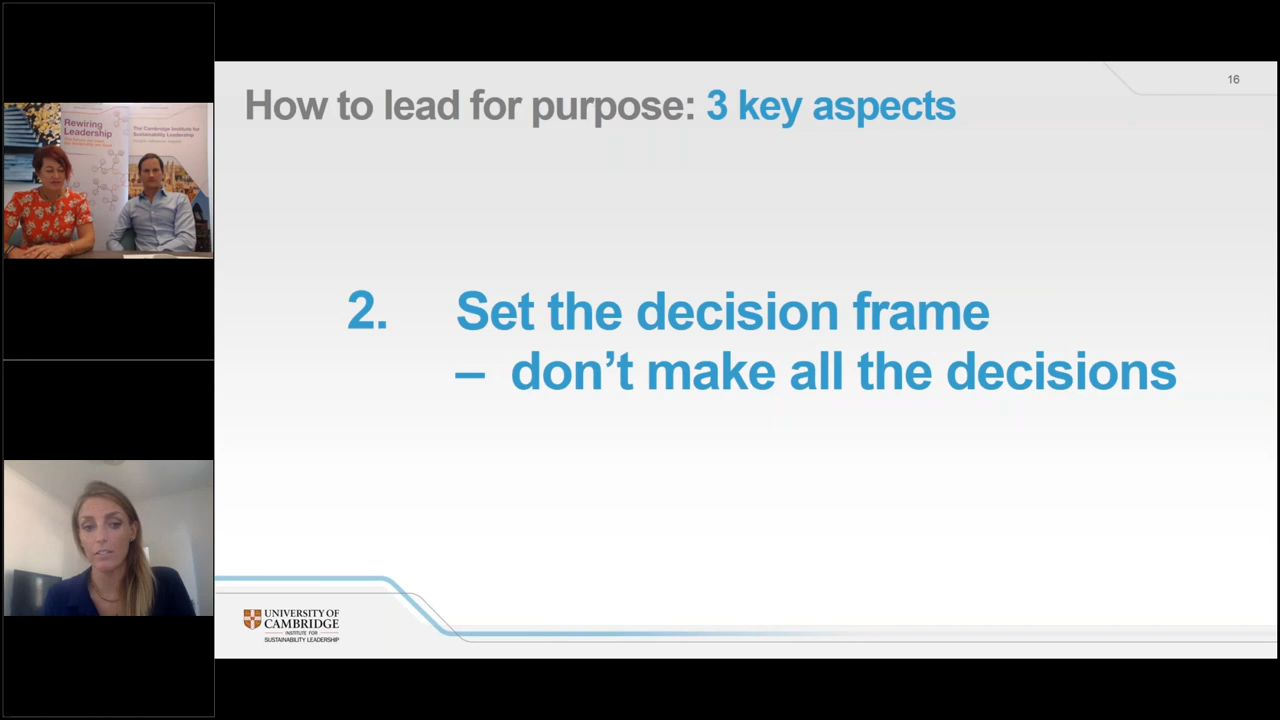 Rewiring
Leadership
The Cambridge Institute for
Sustainability Leadership
16
How to lead for purpose: 3 key aspects
2. Set the decision frame
– don’t make all the decisions
UNIVERSITY OF
CAMBRIDGE
INSTITUTE FOR
SUSTAINABILITY LEADERSHIP